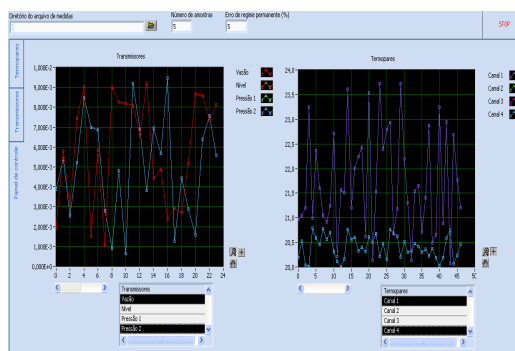 Diretório do arquivo de medidas
Número de amostras
Erro de regime permanente (%)
5
5
STOP
Termopares
Transmissores
Painel de controle
Transmissores
1,000E-2
9,000E-3
8,000E-3
7,000E-3
6,000E-3
5,000E-3
4,000E-3
3,000E-3
2,000E-3
1,000E-3
0,000E+0
0 2 4 6 8 10 12 14 16 18 20 22 24
Vazão
Nível
Pressão 1
Pressão 2
Transmissores
Vazão
Nível
Pressão 1
Pressão 2
Termopares
24,0
23,5
23,0
22,5
22,0
21,5
21,0
20,5
20,0
0 5 10 15 20 25 30 35 40 45 50
Canal 1
Canal 2
Canal 3
Canal 4
Termopares
Canal 1
Canal 2
Canal 3
Canal 4